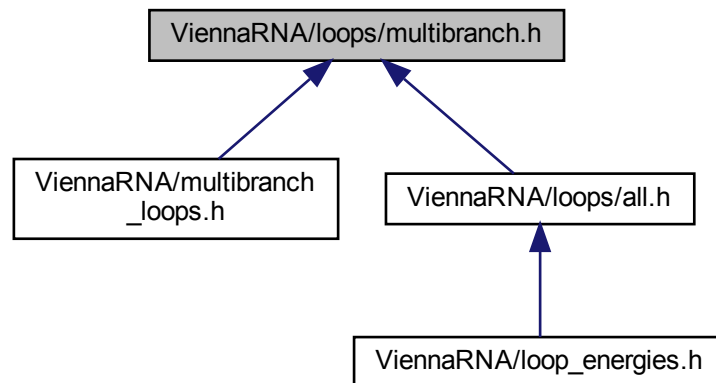 ViennaRNA/loops/multibranch.h
ViennaRNA/multibranch
_loops.h
ViennaRNA/loops/all.h
ViennaRNA/loop_energies.h